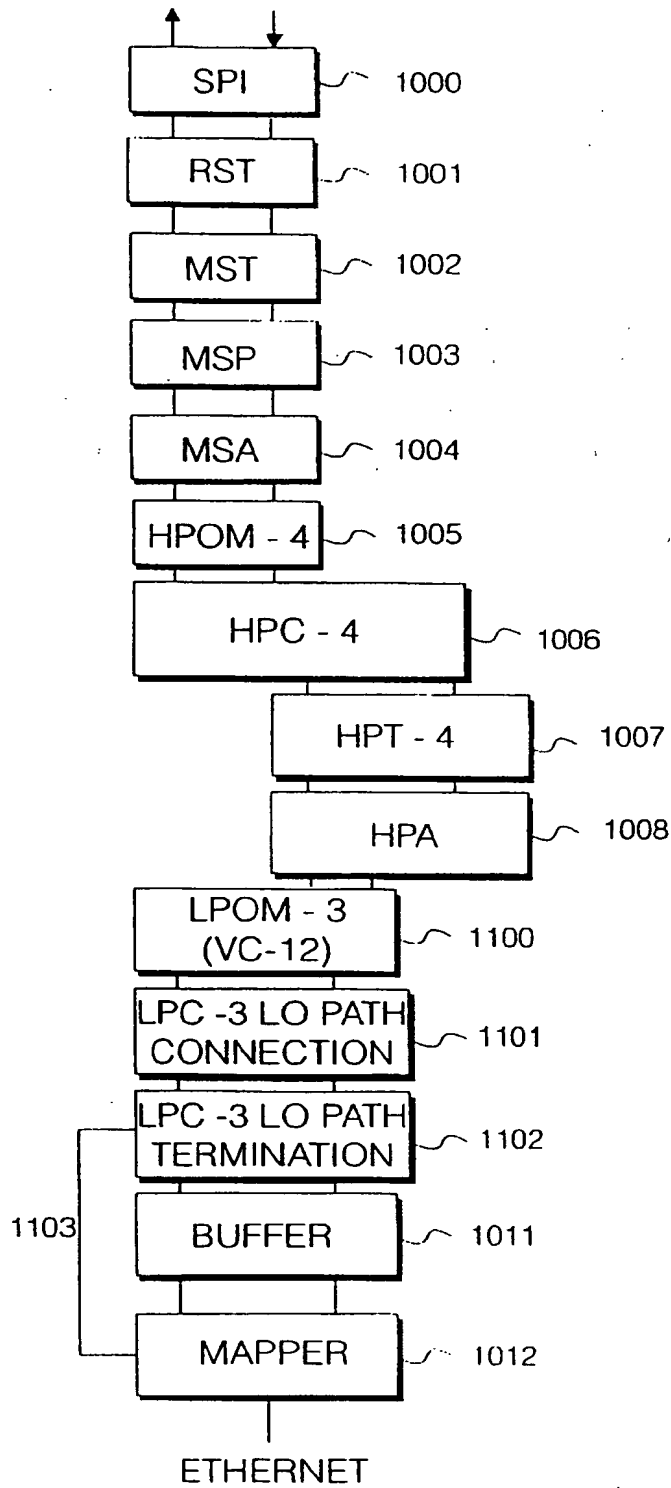 SPI 1000
RST 1001
MST 1002
MSP 1003
MSA 1004
HPOM - 4 1005
HPC - 4 1006
HPT - 4 1007
HPA 1008
LPOM - 3
(VC-12) 1100
LPC -3 LO PATH
CONNECTION 1101
LPC -3 LO PATH
TERMINATION 1102
1103
BUFFER 1011
MAPPER 1012
ETHERNET